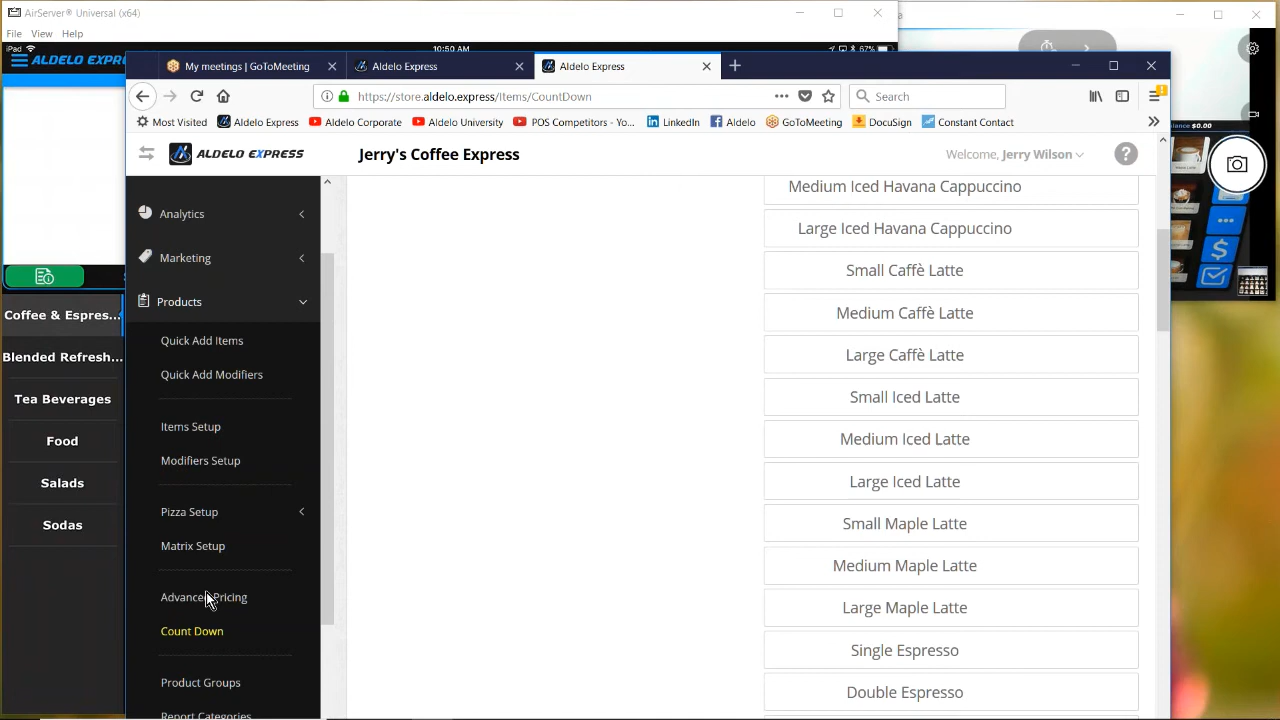 AirServer® Universal (x64)
File View Help
iPad
10:50 AM
67%
ALDELO EXPRE
Coffee & Espres...
Blended Refresh...
Tea Beverages
Food
Salads
Sodas
My meetings | GoToMeeting
Aldelo Express
Aldelo Express
https://store.aldelo.express/Items/CountDown
Search
Most Visited
Aldelo Express
Aldelo Corporate
Aldelo University
POS Competitors - Yo...
LinkedIn
Aldelo
GoToMeeting
DocuSign
Constant Contact
ALDELO EXPRESS
Jerry's Coffee Express
Welcome, Jerry Wilson
Analytics
Marketing
Products
Quick Add Items
Quick Add Modifiers
Items Setup
Modifiers Setup
Pizza Setup
Matrix Setup
Advanced Pricing
Count Down
Product Groups
Report Categories
Medium Iced Havana Cappuccino
Large Iced Havana Cappuccino
Small Caffè Latte
Medium Caffè Latte
Large Caffè Latte
Small Iced Latte
Medium Iced Latte
Large Iced Latte
Small Maple Latte
Medium Maple Latte
Large Maple Latte
Single Espresso
Double Espresso
$0.00